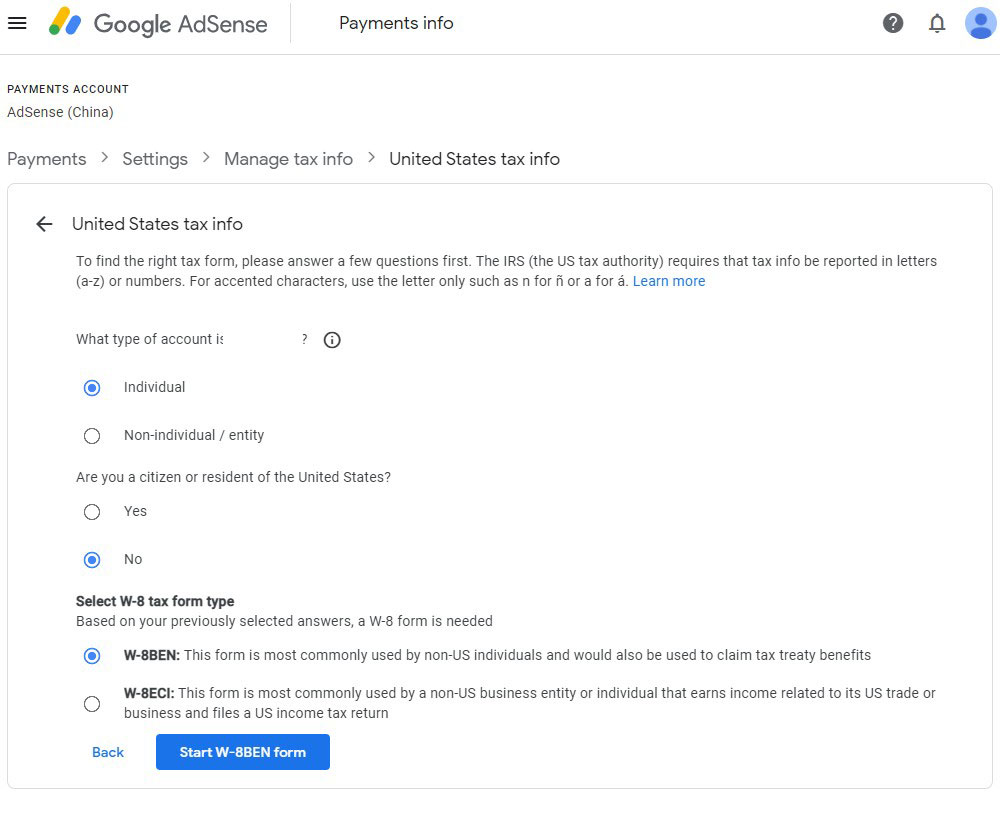 Google AdSense
Payments info
PAYMENTS ACCOUNT
AdSense (China)
Payments > Settings > Manage tax info > United States tax info
United States tax info
To find the right tax form, please answer a few questions first. The IRS (the US tax authority) requires that tax info be reported in letters
(a-z) or numbers. For accented characters, use the letter only such as n for ñ or a for á. Learn more
What type of account is ?
Individual
Non-individual / entity
Are you a citizen or resident of the United States?
Yes
No
Select W-8 tax form type
Based on your previously selected answers, a W-8 form is needed
W-8BEN: This form is most commonly used by non-US individuals and would also be used to claim tax treaty benefits
W-8ECI: This form is most commonly used by a non-US business entity or individual that earns income related to its US trade or
business and files a US income tax return
Back
Start W-8BEN form